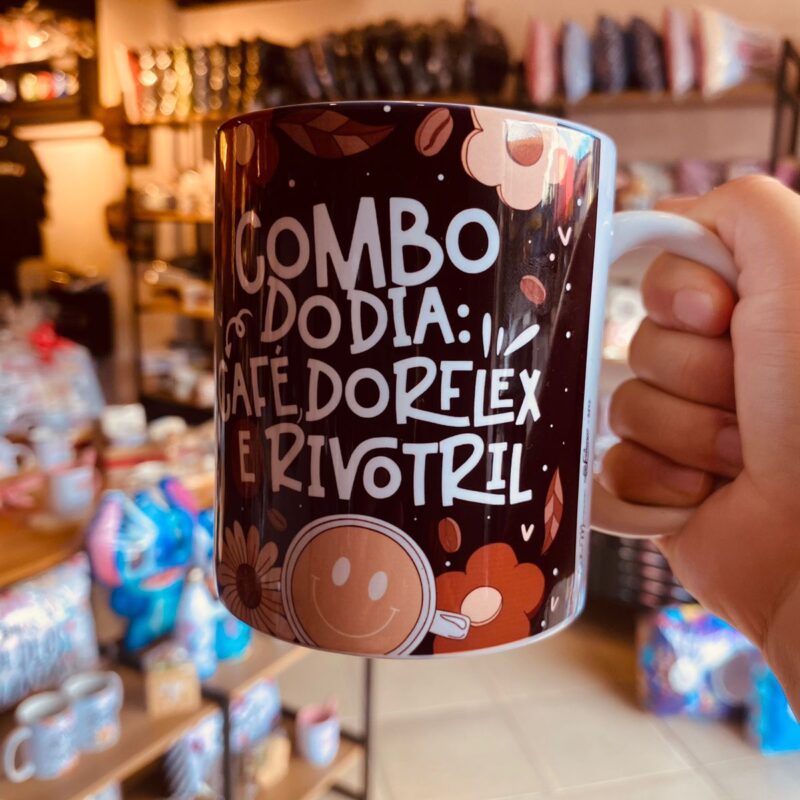 COMBO
DO DIA:
CAFÉ, DORFLEX
E RIVOTRIL